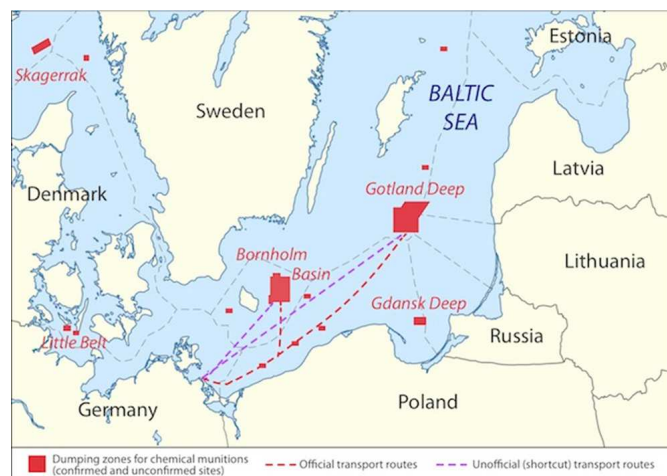 Estonia
Skagerrak
BALTIC
SEA
Sweden
Latvia
Gotland Deep
Denmark
Bornholm
Basin
Lithuania
Gdansk Deep
Little Belt
Russia
Germany
Poland
Dumping zones for chemical munitions
(confirmed and unconfirmed sites)
Official transport routes
Unofficial (shortcut) transport routes